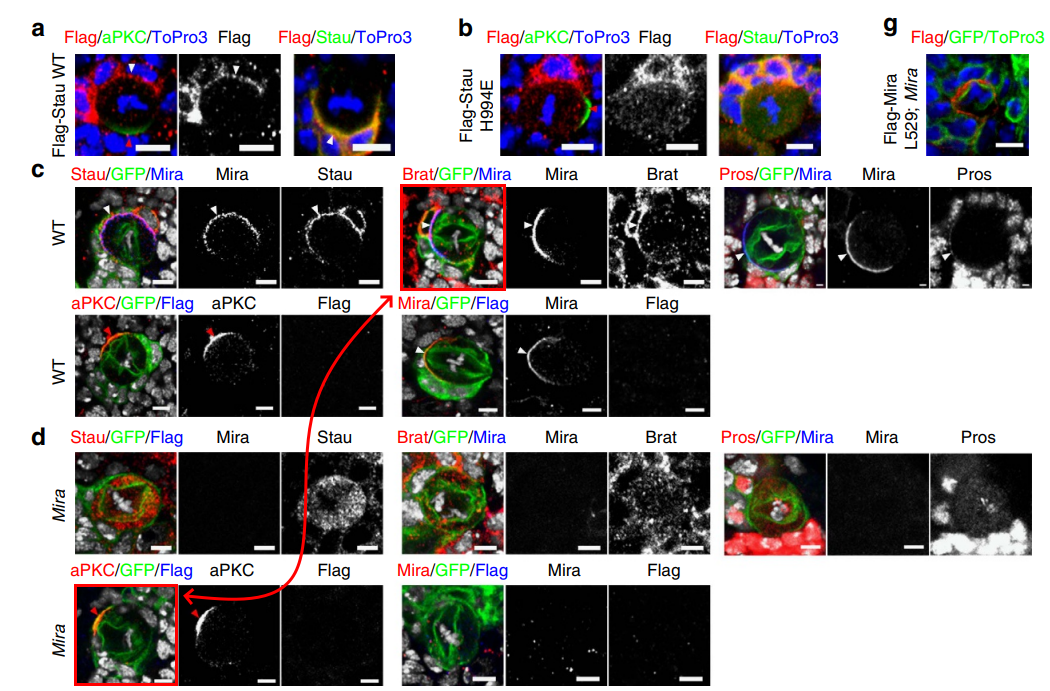 a
Flag/aPKC/ToPro3 Flag Flag/Stau/ToPro3
Flag-Stau WT
b
Flag/aPKC/ToPro3 Flag Flag/Stau/ToPro3
Flag-Stau
H994E
g
Flag/GFP/ToPro3
Flag-Mira
L529; Mira
c
Stau/GFP/Mira Mira Stau Brat/GFP/Mira Mira Brat Pros/GFP/Mira Mira Pros
WT
aPKC/GFP/Flag aPKC Flag Mira/GFP/Flag Mira Flag
WT
d
Stau/GFP/Flag Mira Stau Brat/GFP/Mira Mira Brat Pros/GFP/Mira Mira Pros
Mira
aPKC/GFP/Flag aPKC Flag Mira/GFP/Flag Mira Flag
Mira